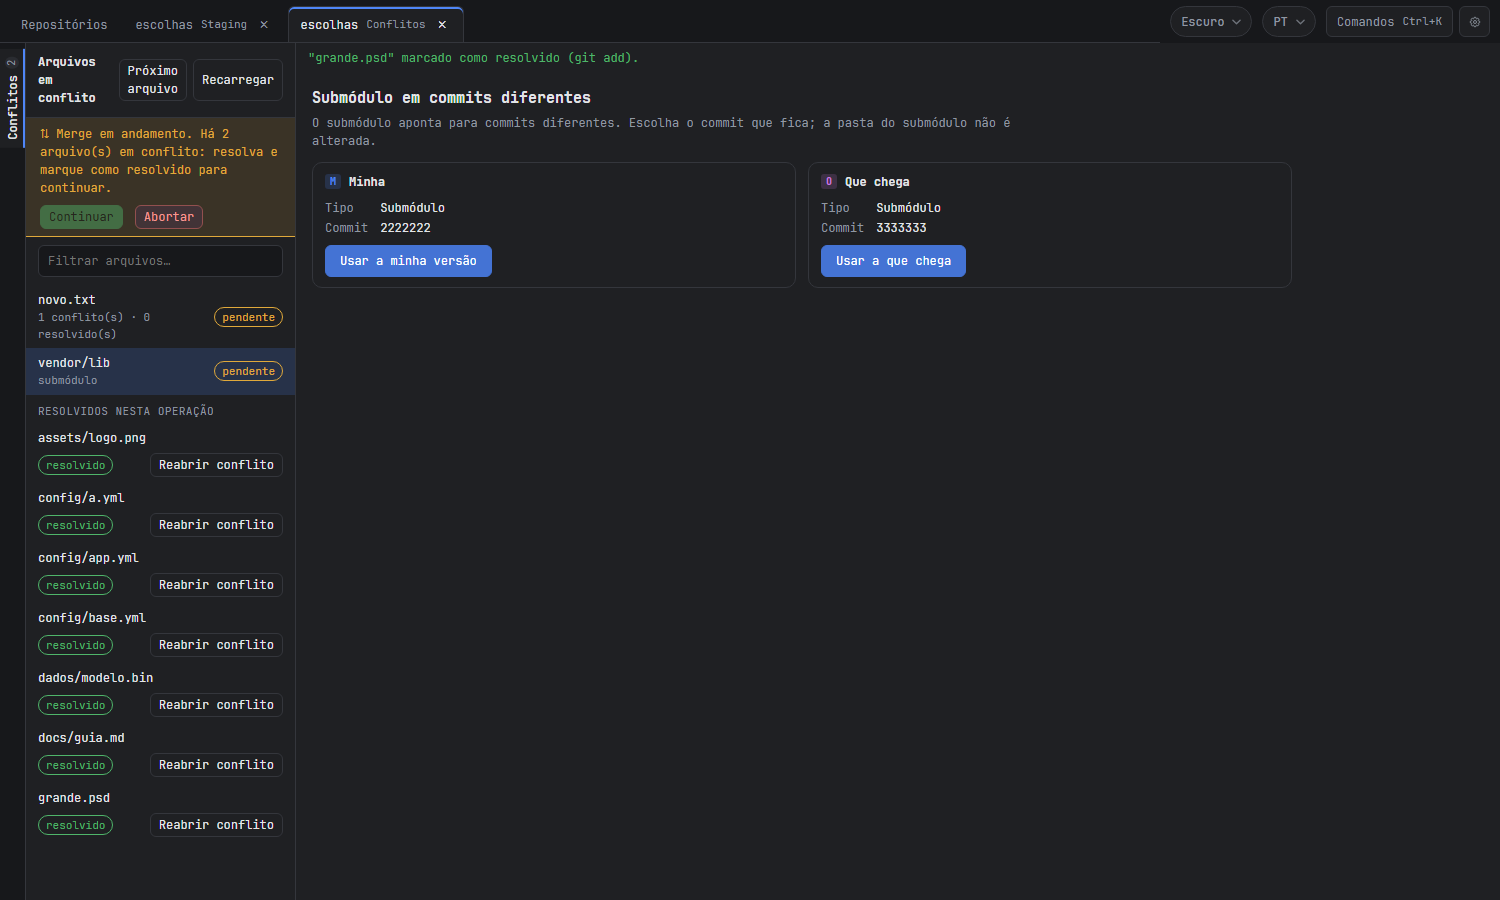 Repositórios
escolhas Staging ×
escolhas Conflitos ×
Escuro
PT
Comandos Ctrl+K
Conflitos 2
Arquivos em conflito
Próximo arquivo
Recarregar
⇅ Merge em andamento. Há 2
arquivo(s) em conflito: resolva e
marque como resolvido para
continuar.
Continuar
Abortar
Filtrar arquivos…
novo.txt
1 conflito(s) · 0
resolvido(s)
pendente
vendor/lib
submódulo
pendente
RESOLVIDOS NESTA OPERAÇÃO
assets/logo.png
resolvido
Reabrir conflito
config/a.yml
resolvido
Reabrir conflito
config/app.yml
resolvido
Reabrir conflito
config/base.yml
resolvido
Reabrir conflito
dados/modelo.bin
resolvido
Reabrir conflito
docs/guia.md
resolvido
Reabrir conflito
grande.psd
resolvido
Reabrir conflito
"grande.psd" marcado como resolvido (git add).
Submódulo em commits diferentes
O submódulo aponta para commits diferentes. Escolha o commit que fica; a pasta do submódulo não é
alterada.
M Minha
Tipo Submódulo
Commit 2222222
Usar a minha versão
O Que chega
Tipo Submódulo
Commit 3333333
Usar a que chega